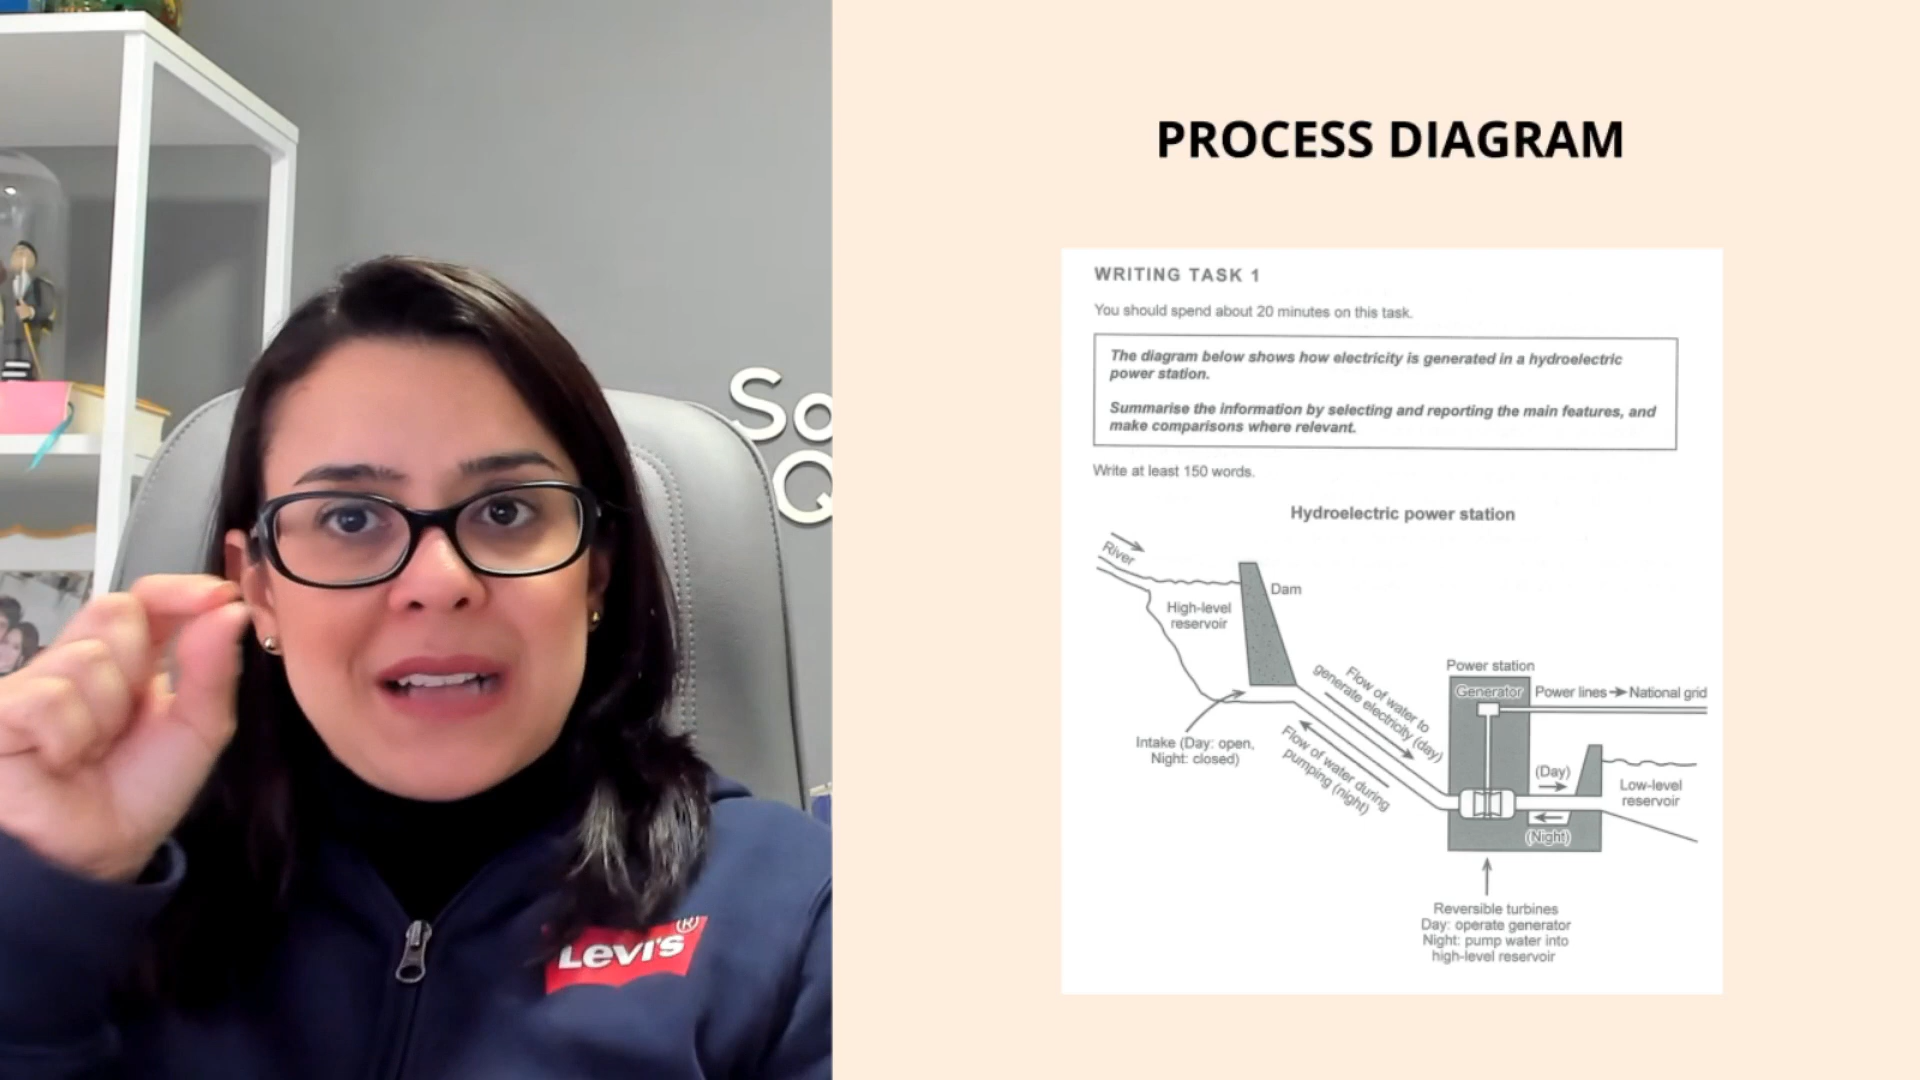 So
Q
Levi's®
PROCESS DIAGRAM
WRITING TASK 1
You should spend about 20 minutes on this task.
The diagram below shows how electricity is generated in a hydroelectric
power station.
Summarise the information by selecting and reporting the main features, and
make comparisons where relevant.
Write at least 150 words.
Hydroelectric power station
River
Dam
High-level
reservoir
Flow of water to
generate electricity (day)
Power station
Generator
Power lines → National grid
Intake (Day: open,
Night: closed)
Flow of water during
pumping (night)
(Day)
Low-level
reservoir
(Night)
Reversible turbines
Day: operate generator
Night: pump water into
high-level reservoir